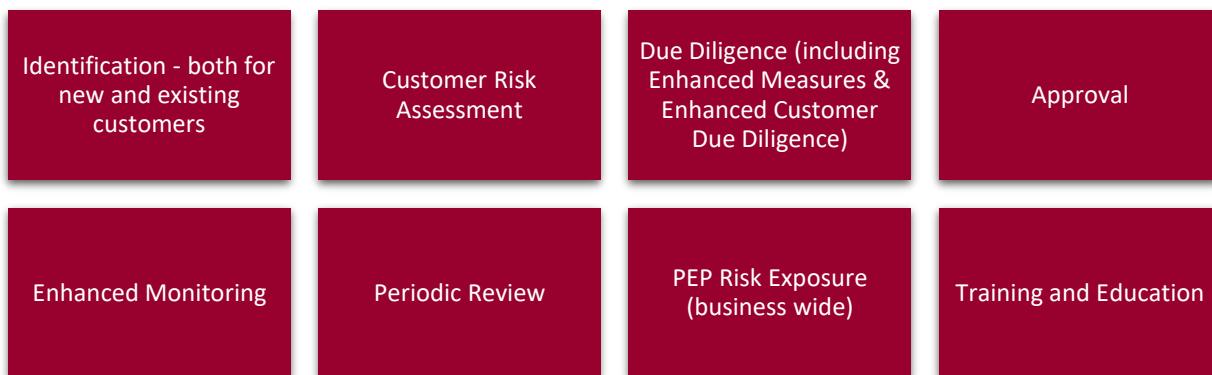 Identification - both for
new and existing
customers
Customer Risk
Assessment
Due Diligence (including
Enhanced Measures &
Enhanced Customer
Due Diligence)
Approval
Enhanced Monitoring
Periodic Review
PEP Risk Exposure
(business wide)
Training and Education